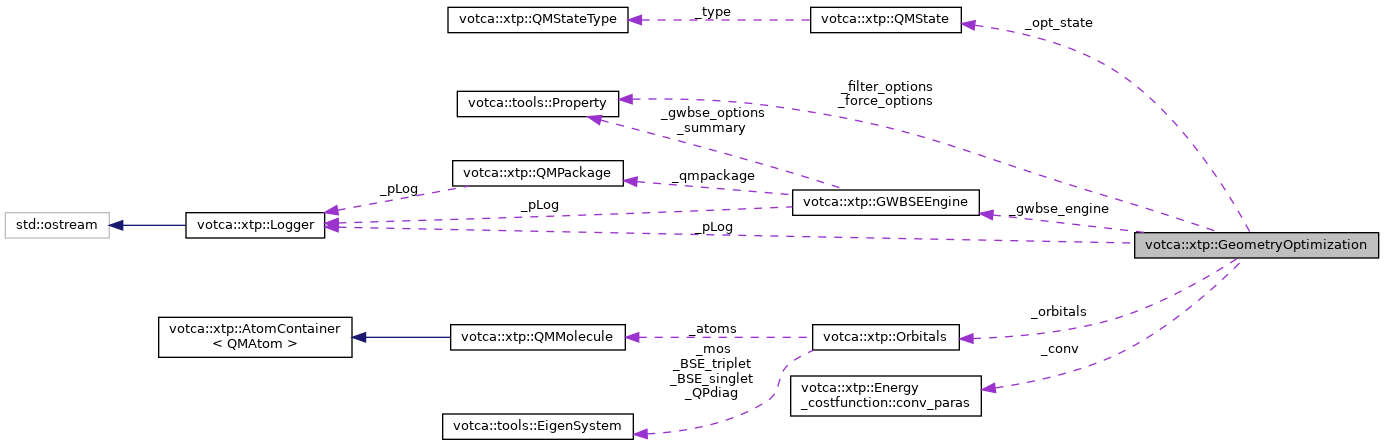 votca::xtp::QMStateType
_type
votca::xtp::QMState
_opt_state
votca::tools::Property
_filter_options
_force_options
_gwbse_options
_summary
votca::xtp::QMPackage
_qmpackage
votca::xtp::GWBSEEngine
_pLog
_pLog
_gwbse_engine
std::ostream
votca::xtp::Logger
_pLog
votca::xtp::GeometryOptimization
votca::xtp::AtomContainer
< QMAtom >
votca::xtp::QMMolecule
_atoms
votca::xtp::Orbitals
_orbitals
_mos
_BSE_triplet
_BSE_singlet
_QPdiag
_conv
votca::xtp::Energy
_costfunction::conv_paras
votca::tools::EigenSystem